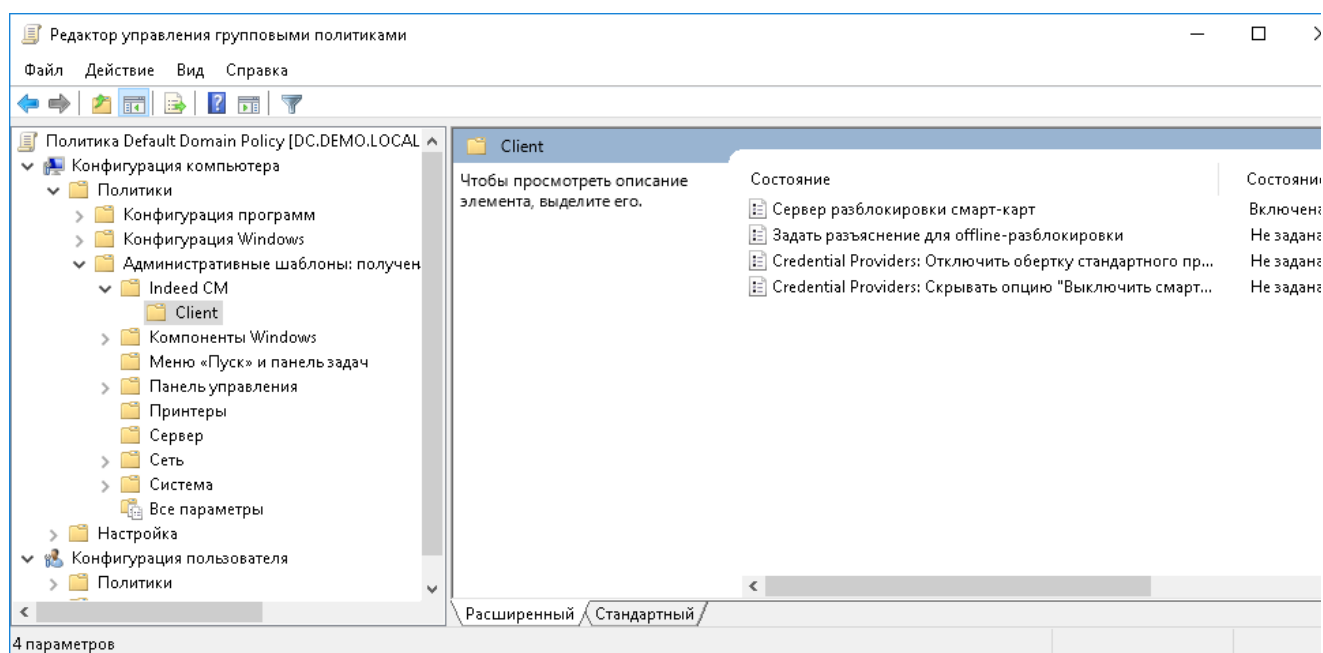 Редактор управления групповыми политиками
Файл Действие Вид Справка
Политика Default Domain Policy [DC.DEMO.LOCAL
Конфигурация компьютера
Политики
Конфигурация программ
Конфигурация Windows
Административные шаблоны: получен
Indeed CM
Client
Компоненты Windows
Меню «Пуск» и панель задач
Панель управления
Принтеры
Сервер
Сеть
Система
Все параметры
Настройка
Конфигурация пользователя
Политики
Client
Чтобы просмотреть описание
элемента, выделите его.
Состояние Состояние
Сервер разблокировки смарт-карт Включена
Задать разъяснение для offline-разблокировки Не задана
Credential Providers: Отключить обертку стандартного пр... Не задана
Credential Providers: Скрывать опцию "Выключить смарт... Не задана
Расширенный Стандартный
4 параметров